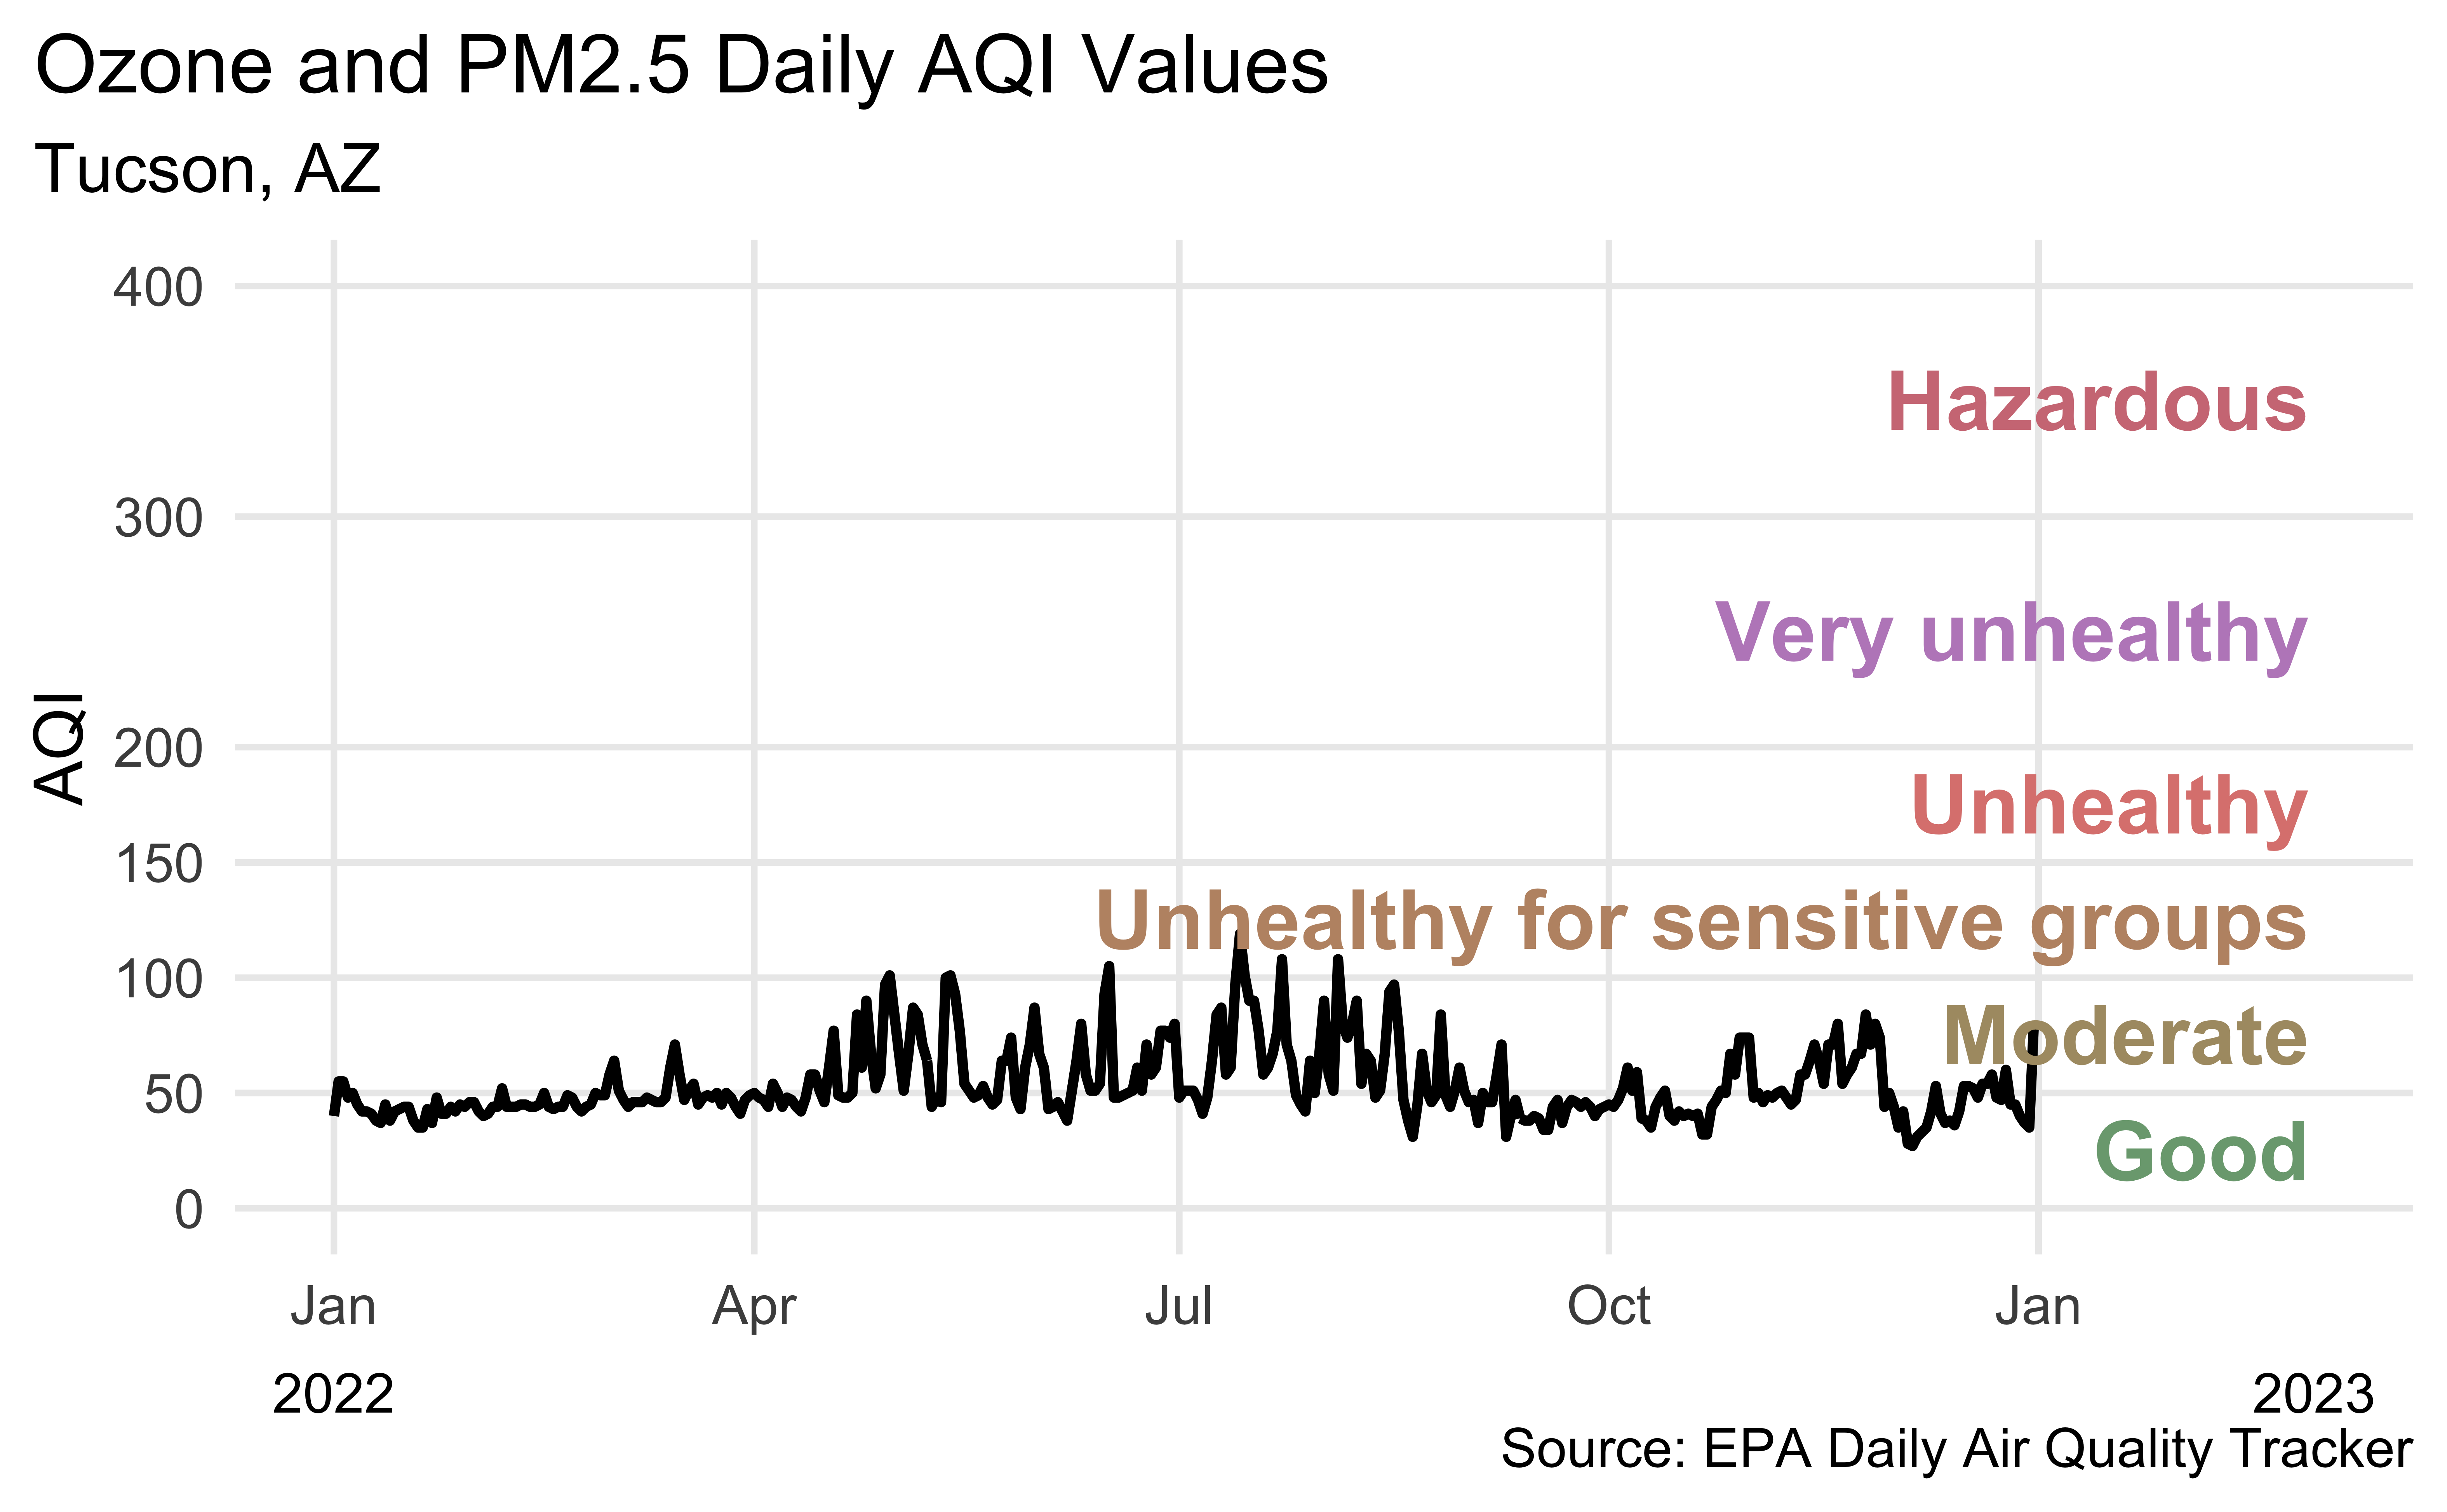 Ozone and PM2.5 Daily AQI Values
Tucson, AZ
AQI
400
300
200
150
100
50
0
Hazardous
Very unhealthy
Unhealthy
Unhealthy for sensitive groups
Moderate
Good
Jan Apr Jul Oct Jan
2022 2023
Source: EPA Daily Air Quality Tracker